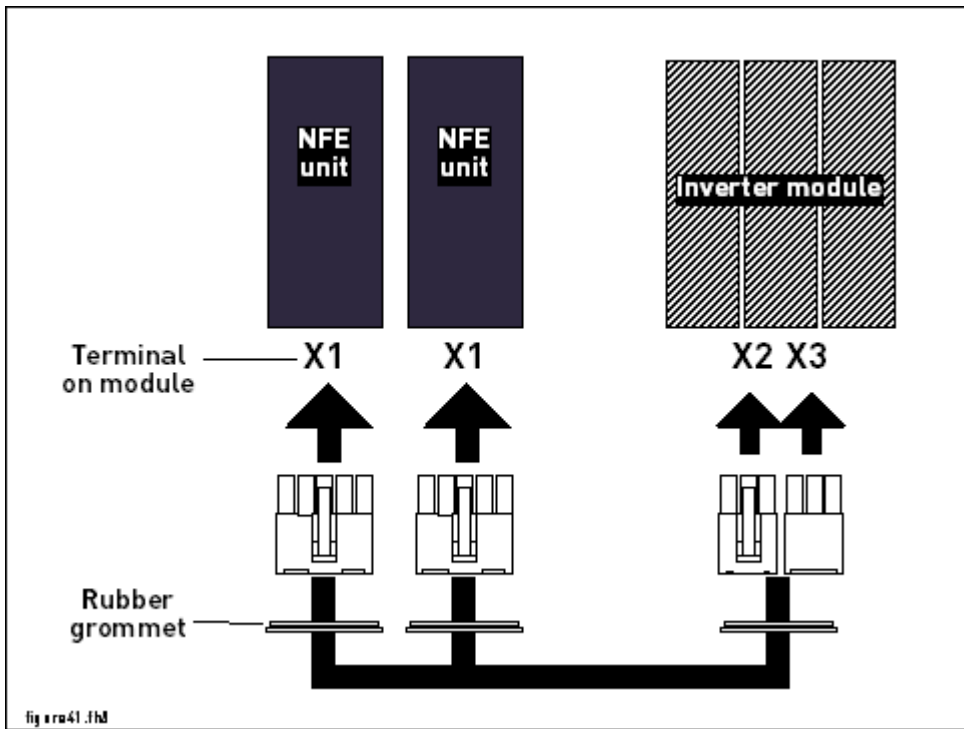 NFE
unit
NFE
unit
Inverter module
Terminal
on module
X1
X1
X2 X3
Rubber
grommet
figure41.fh8